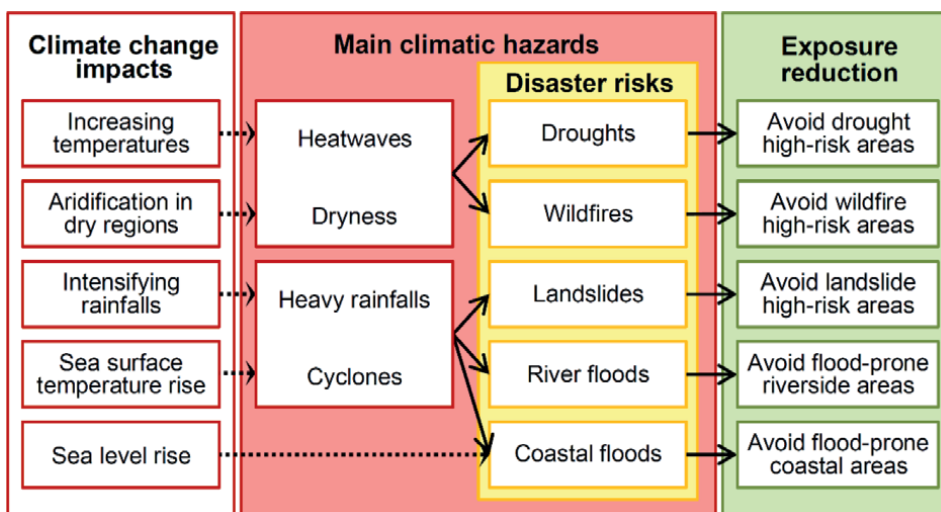 Climate change
impacts
Increasing
temperatures
Aridification in
dry regions
Intensifying
rainfalls
Sea surface
temperature rise
Sea level rise
Main climatic hazards
Heatwaves
Dryness
Heavy rainfalls
Cyclones
Disaster risks
Droughts
Wildfires
Landslides
River floods
Coastal floods
Exposure
reduction
Avoid drought
high-risk areas
Avoid wildfire
high-risk areas
Avoid landslide
high-risk areas
Avoid flood-prone
riverside areas
Avoid flood-prone
coastal areas